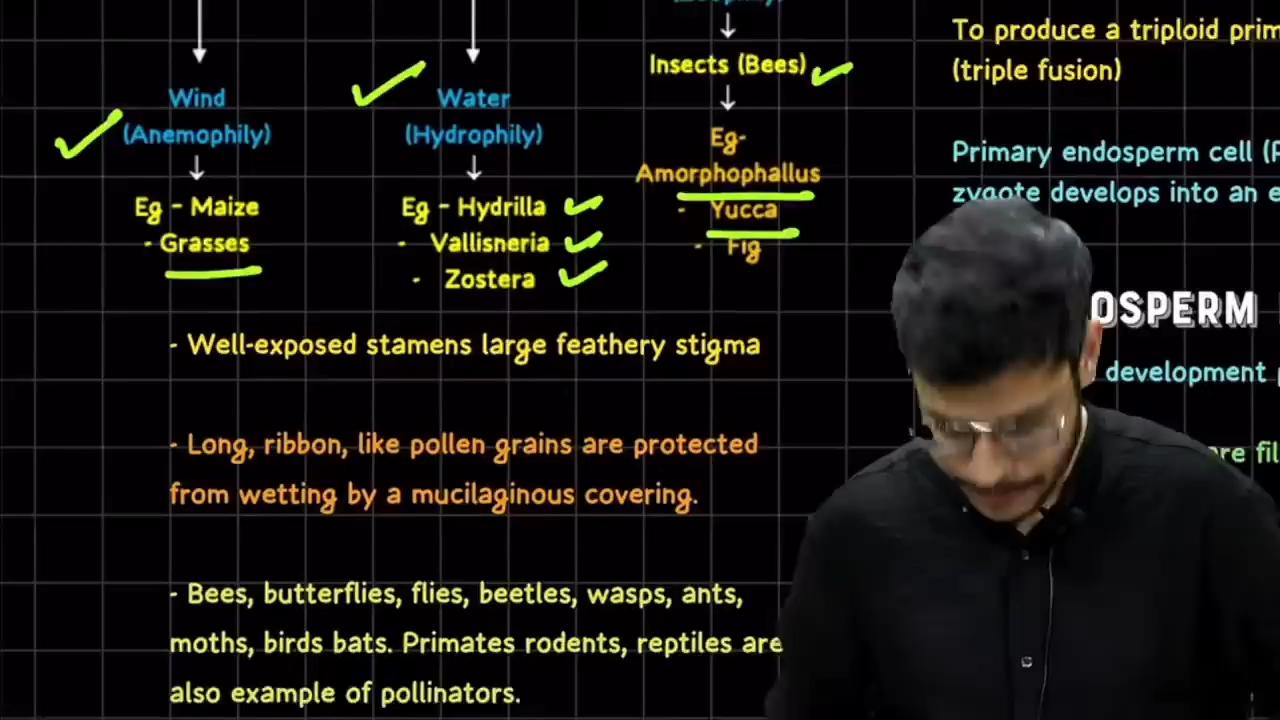 Insects (Bees)
Wind
(Anemophily)
Water
(Hydrophily)
Eg-
Amorphophallus
- Yucca
- Fig
Eg - Maize
- Grasses
Eg - Hydrilla
- Vallisneria
- Zostera
- Well-exposed stamens large feathery stigma
- Long, ribbon, like pollen grains are protected
from wetting by a mucilaginous covering.
- Bees, butterflies, flies, beetles, wasps, ants,
moths, birds bats. Primates rodents, reptiles are
also example of pollinators.
To produce a triploid
(triple fusion)
Primary endosperm cell
zygote develops into an
OSPERM
development